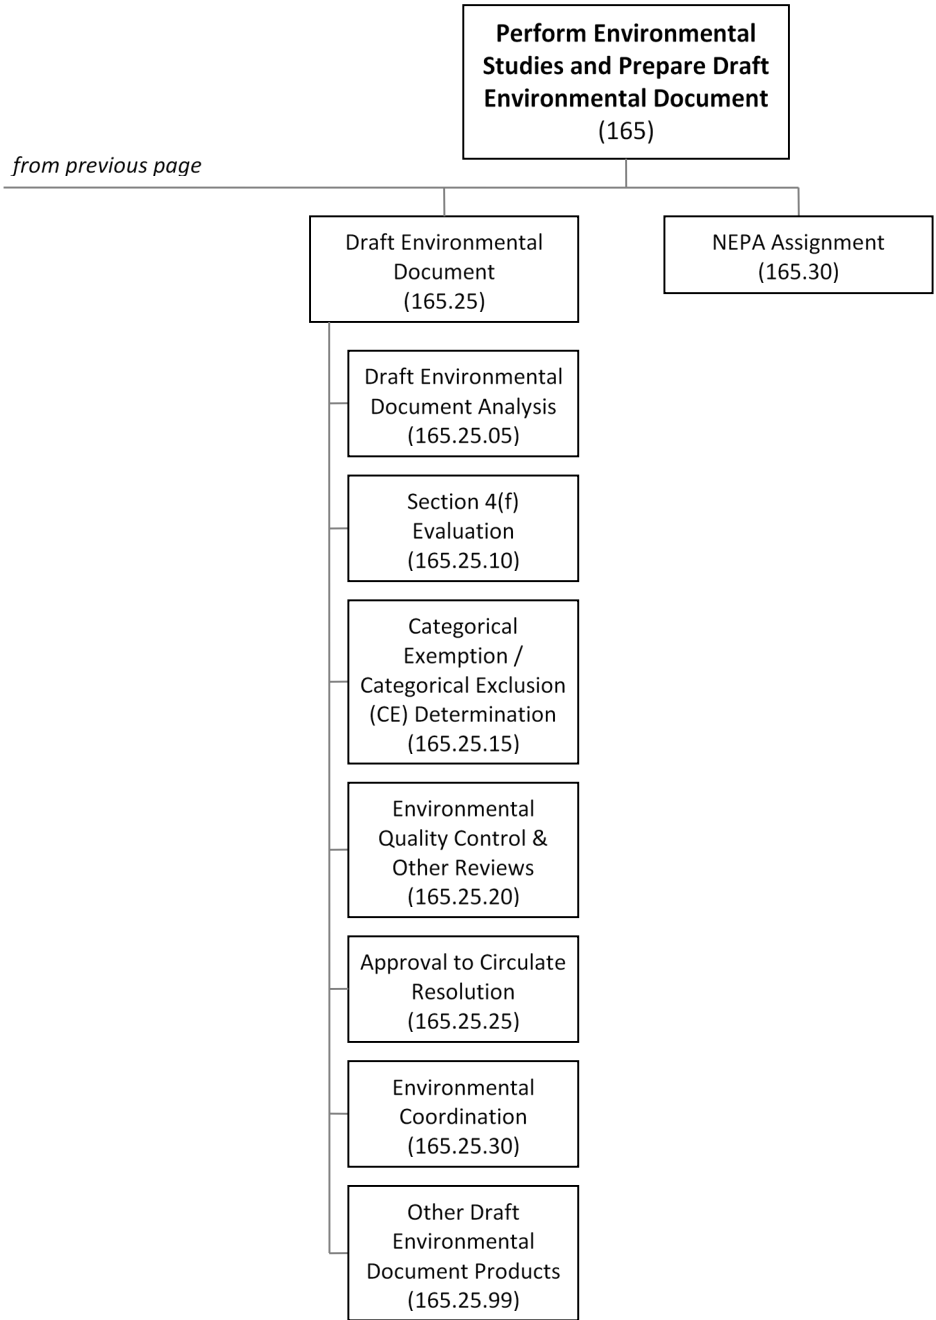 Perform Environmental
Studies and Prepare Draft
Environmental Document
(165)
from previous page
Draft Environmental
Document
(165.25)
NEPA Assignment
(165.30)
Draft Environmental
Document Analysis
(165.25.05)
Section 4(f)
Evaluation
(165.25.10)
Categorical
Exemption /
Categorical Exclusion
(CE) Determination
(165.25.15)
Environmental
Quality Control &
Other Reviews
(165.25.20)
Approval to Circulate
Resolution
(165.25.25)
Environmental
Coordination
(165.25.30)
Other Draft
Environmental
Document Products
(165.25.99)